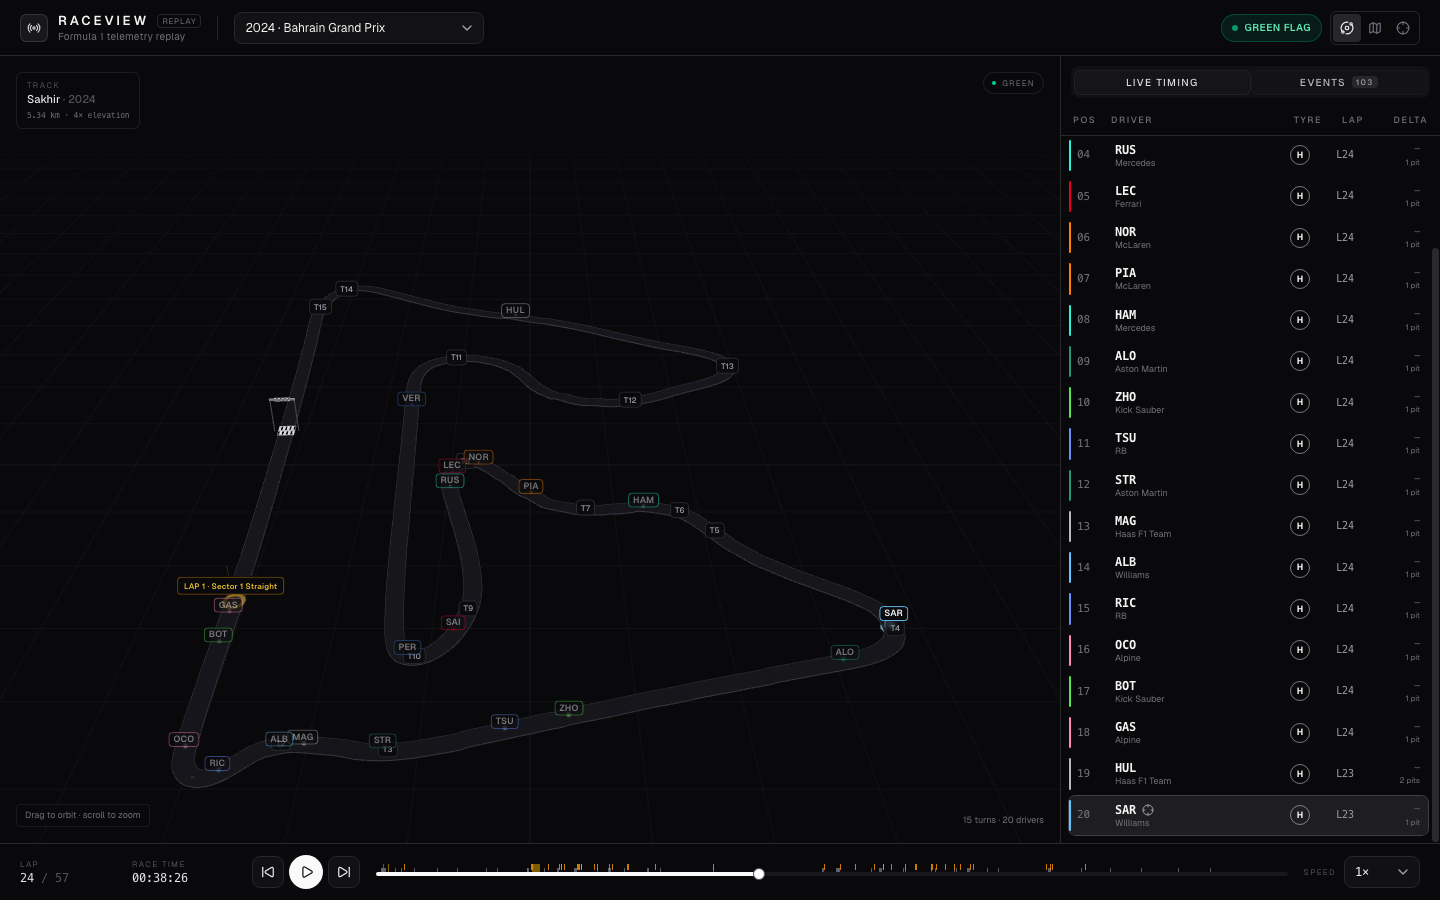 RACEVIEW REPLAY
Formula 1 telemetry replay
2024 · Bahrain Grand Prix
GREEN FLAG
TRACK
Sakhir · 2024
5.34 km · 4× elevation
GREEN
T14
T15
HUL
T11
T13
VER
T12
NOR
LEC
RUS
PIA
HAM
T7
T6
T5
LAP 1 · Sector 1 Straight
GAS
T9
SAR
SAI
T4
BOT
PER
T10
ALO
ZHO
TSU
OCO
ALB
MAG
STR
T3
RIC
Drag to orbit · scroll to zoom
15 turns · 20 drivers
LIVE TIMING
EVENTS 103
POS DRIVER TYRE LAP DELTA
04 RUS H L24 —
Mercedes 1 pit
05 LEC H L24 —
Ferrari 1 pit
06 NOR H L24 —
McLaren 1 pit
07 PIA H L24 —
McLaren 1 pit
08 HAM H L24 —
Mercedes 1 pit
09 ALO H L24 —
Aston Martin 1 pit
10 ZHO H L24 —
Kick Sauber 1 pit
11 TSU H L24 —
RB 1 pit
12 STR H L24 —
Aston Martin 1 pit
13 MAG H L24 —
Haas F1 Team 1 pit
14 ALB H L24 —
Williams 1 pit
15 RIC H L24 —
RB 1 pit
16 OCO H L24 —
Alpine 1 pit
17 BOT H L24 —
Kick Sauber 1 pit
18 GAS H L24 —
Alpine 1 pit
19 HUL H L23 —
Haas F1 Team 2 pits
20 SAR H L23 —
Williams 1 pit
LAP
24 / 57
RACE TIME
00:38:26
SPEED
1×